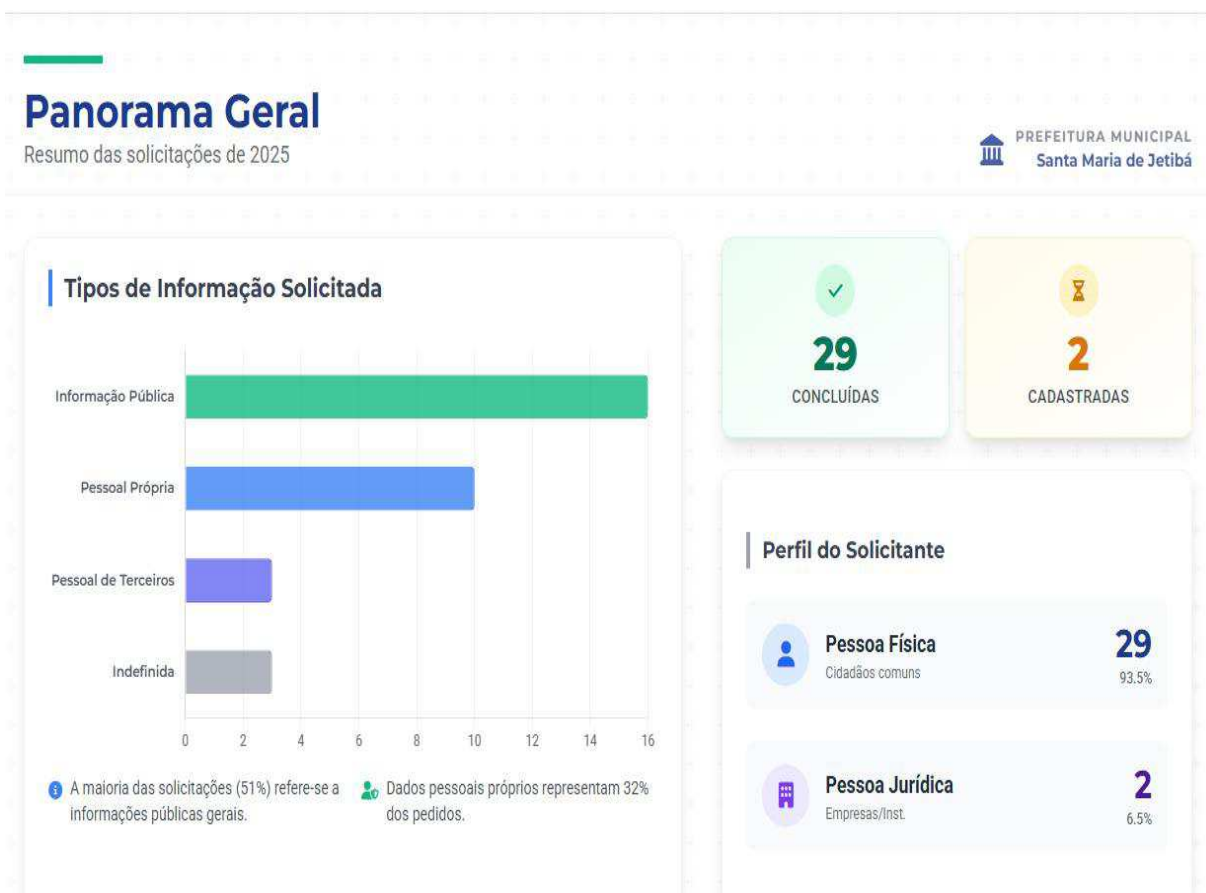 Panorama Geral
Resumo das solicitações de 2025
PREFEITURA MUNICIPAL
Santa Maria de Jetibá
Tipos de Informação Solicitada
Informação Pública
Pessoal Própria
Pessoal de Terceiros
Indefinida
0 2 4 6 8 10 12 14 16
A maioria das solicitações (51%) refere-se a
informações públicas gerais.
Dados pessoais próprios representam 32%
dos pedidos.
29
CONCLUÍDAS
2
CADASTRADAS
Perfil do Solicitante
Pessoa Física
Cidadãos comuns
29
93.5%
Pessoa Jurídica
Empresas/Inst.
2
6.5%